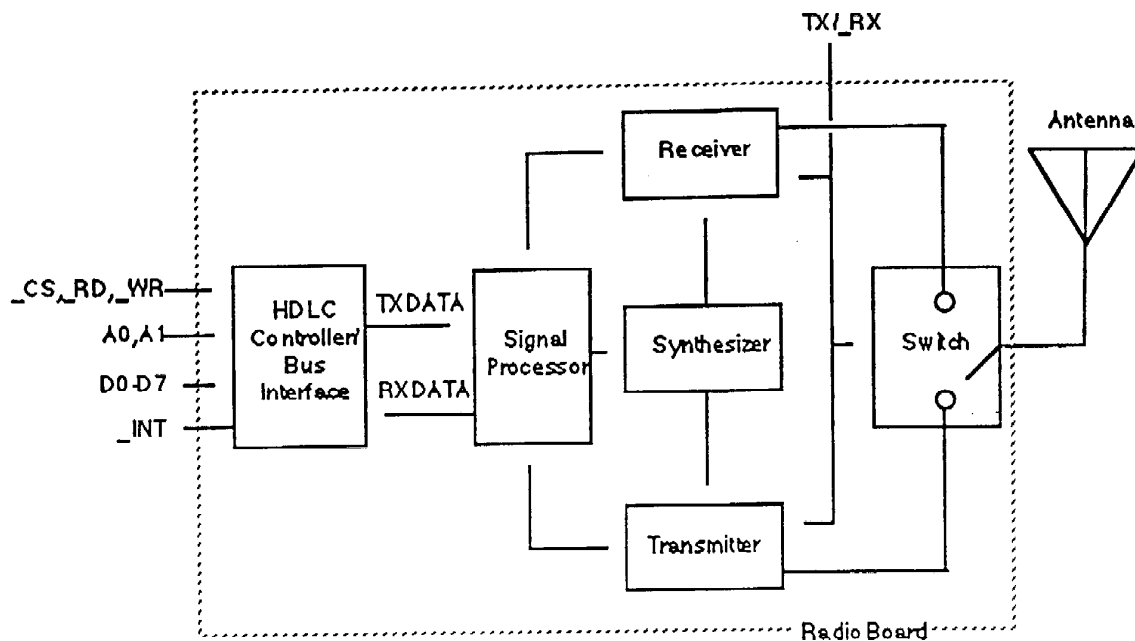 TX/_RX
Antenna
Receiver
_CS,_RD,_WR
A0,A1
D0-D7
_INT
HDLC
Controller/
Bus
Interface
TXDATA
RXDATA
Signal
Processor
Synthesizer
Switch
Transmitter
Radio Board